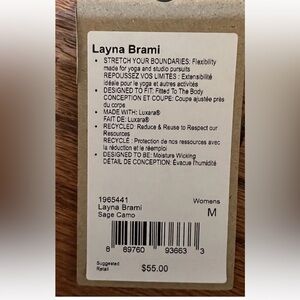 Layna Brami
• STRETCH YOUR BOUNDARIES: Flexibility
made for yoga and studio pursuits
REPOUSSEZ VOS LIMITES : Extensibilité
idéale pour le yoga et autres activités
• DESIGNED TO FIT: Fitted To The Body
CONCEPTION ET COUPE: Coupe ajustée près
du corps
• MADE WITH: Luxara®
FAIT DE: Luxara®
• RECYCLED: Reduce & Reuse to Respect our
Resources
RECYCLÉ : Protection de nos ressources avec
la réduction et le réemploi
• DESIGNED TO BE: Moisture Wicking
DÉTAIL DE CONCEPTION: Évacue l'humidité
1965441 Womens
Layna Brami M
Sage Camo
8 89760 93663 3
Suggested
Retail $55.00